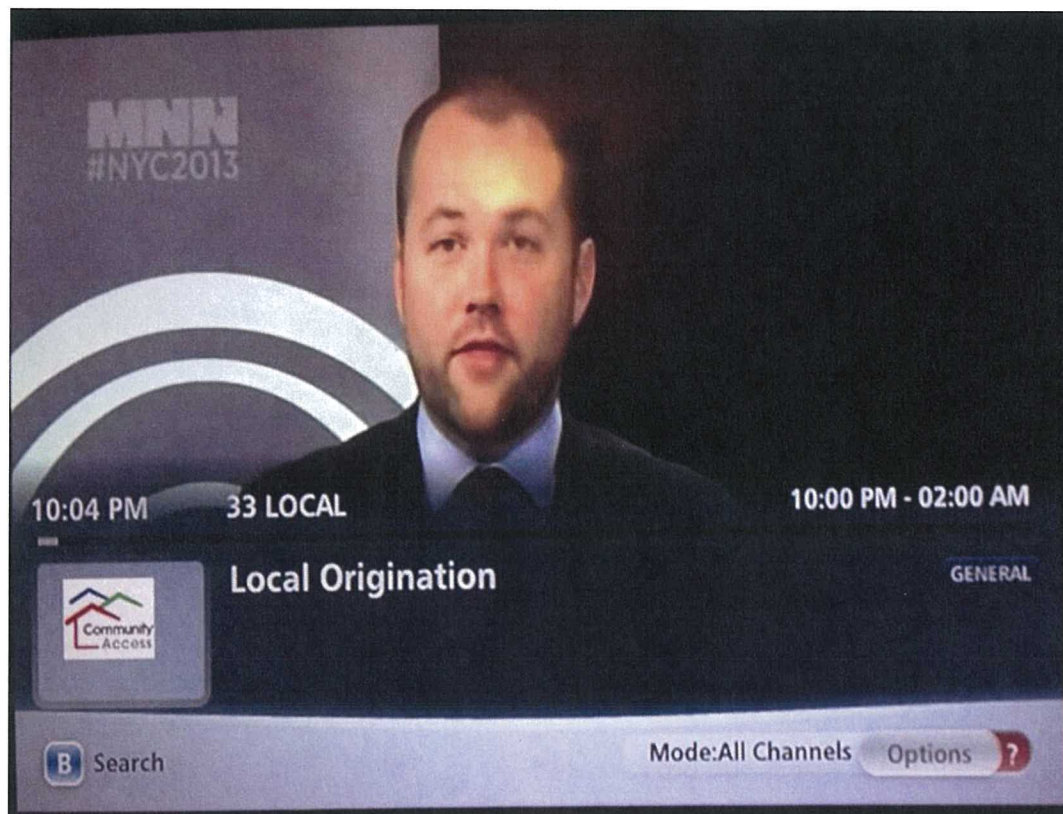 MNN
#NYC2013
10:04 PM
33 LOCAL
10:00 PM - 02:00 AM
Local Origination
GENERAL
Community
Access
B Search
Mode:All Channels
Options ?